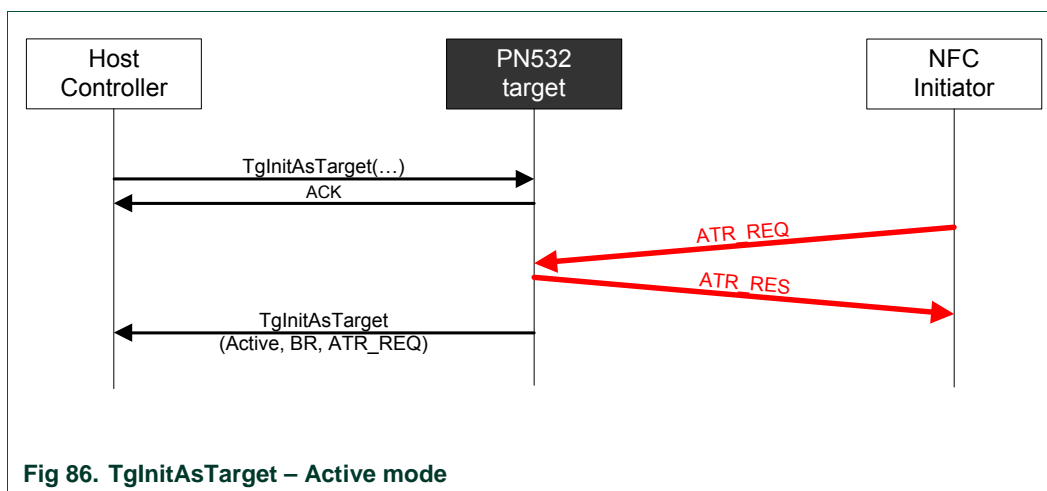 Host
Controller
PN532
target
NFC
Initiator
TgInitAsTarget(…)
ACK
ATR_REQ
ATR_RES
TgInitAsTarget
(Active, BR, ATR_REQ)
Fig 86. TgInitAsTarget – Active mode